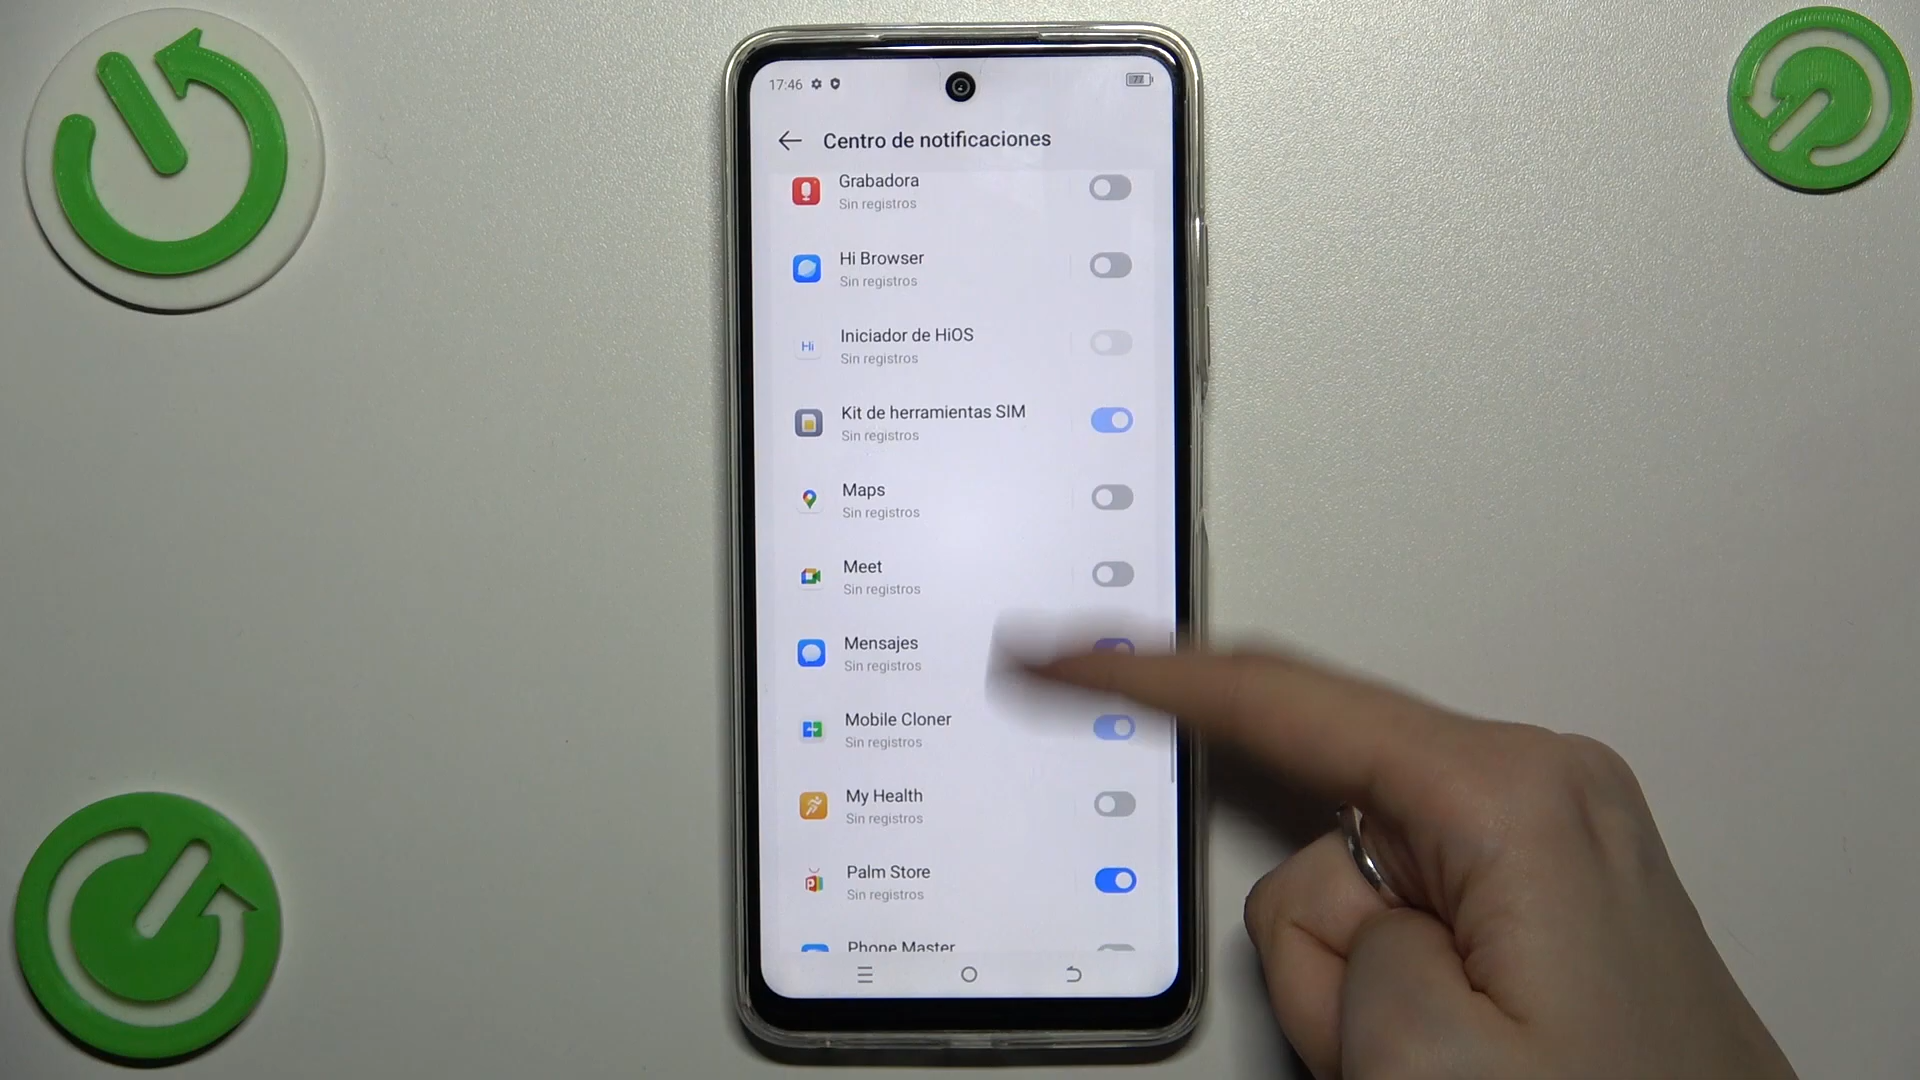 17:46
77
Centro de notificaciones
Grabadora
Sin registros
Hi Browser
Sin registros
Hi
Iniciador de HiOS
Sin registros
Kit de herramientas SIM
Sin registros
Maps
Sin registros
Meet
Sin registros
Mensajes
Sin registros
Mobile Cloner
Sin registros
My Health
Sin registros
Palm Store
Sin registros
Phone Master